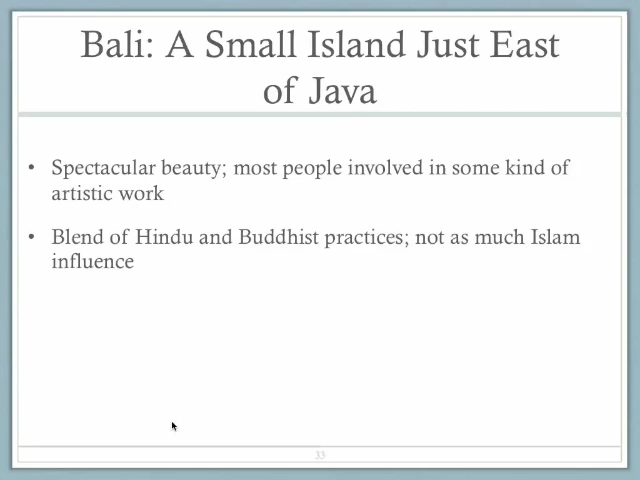 Bali: A Small Island Just East
of Java
• Spectacular beauty; most people involved in some kind of
artistic work
• Blend of Hindu and Buddhist practices; not as much Islam
influence
33